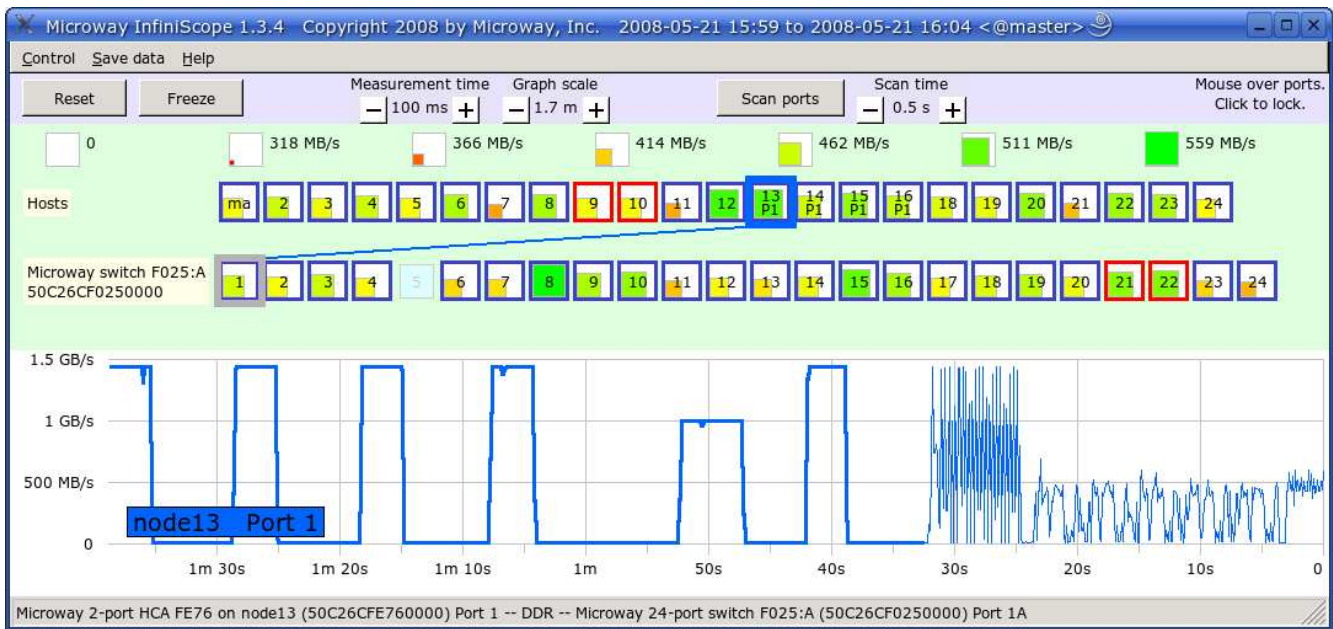 Microway InfiniScope 1.3.4 Copyright 2008 by Microway, Inc. 2008-05-21 15:59 to 2008-05-21 16:04 <@master>
Control Save data Help
Measurement time Graph scale Scan time Mouse over ports.
Reset Freeze − 100 ms + − 1.7 m + Scan ports − 0.5 s + Click to lock.
0 318 MB/s 366 MB/s 414 MB/s 462 MB/s 511 MB/s 559 MB/s
Hosts ma 2 3 4 5 6 7 8 9 10 11 12 13 P1 14 P1 15 P1 16 P1 18 19 20 21 22 23 24
Microway switch F025:A
50C26CF0250000 1 2 3 4 5 6 7 8 9 10 11 12 13 14 15 16 17 18 19 20 21 22 23 24
1.5 GB/s
1 GB/s
500 MB/s
node13 Port 1
0
1m 30s 1m 20s 1m 10s 1m 50s 40s 30s 20s 10s 0
Microway 2-port HCA FE76 on node13 (50C26CFE760000) Port 1 -- DDR -- Microway 24-port switch F025:A (50C26CF0250000) Port 1A